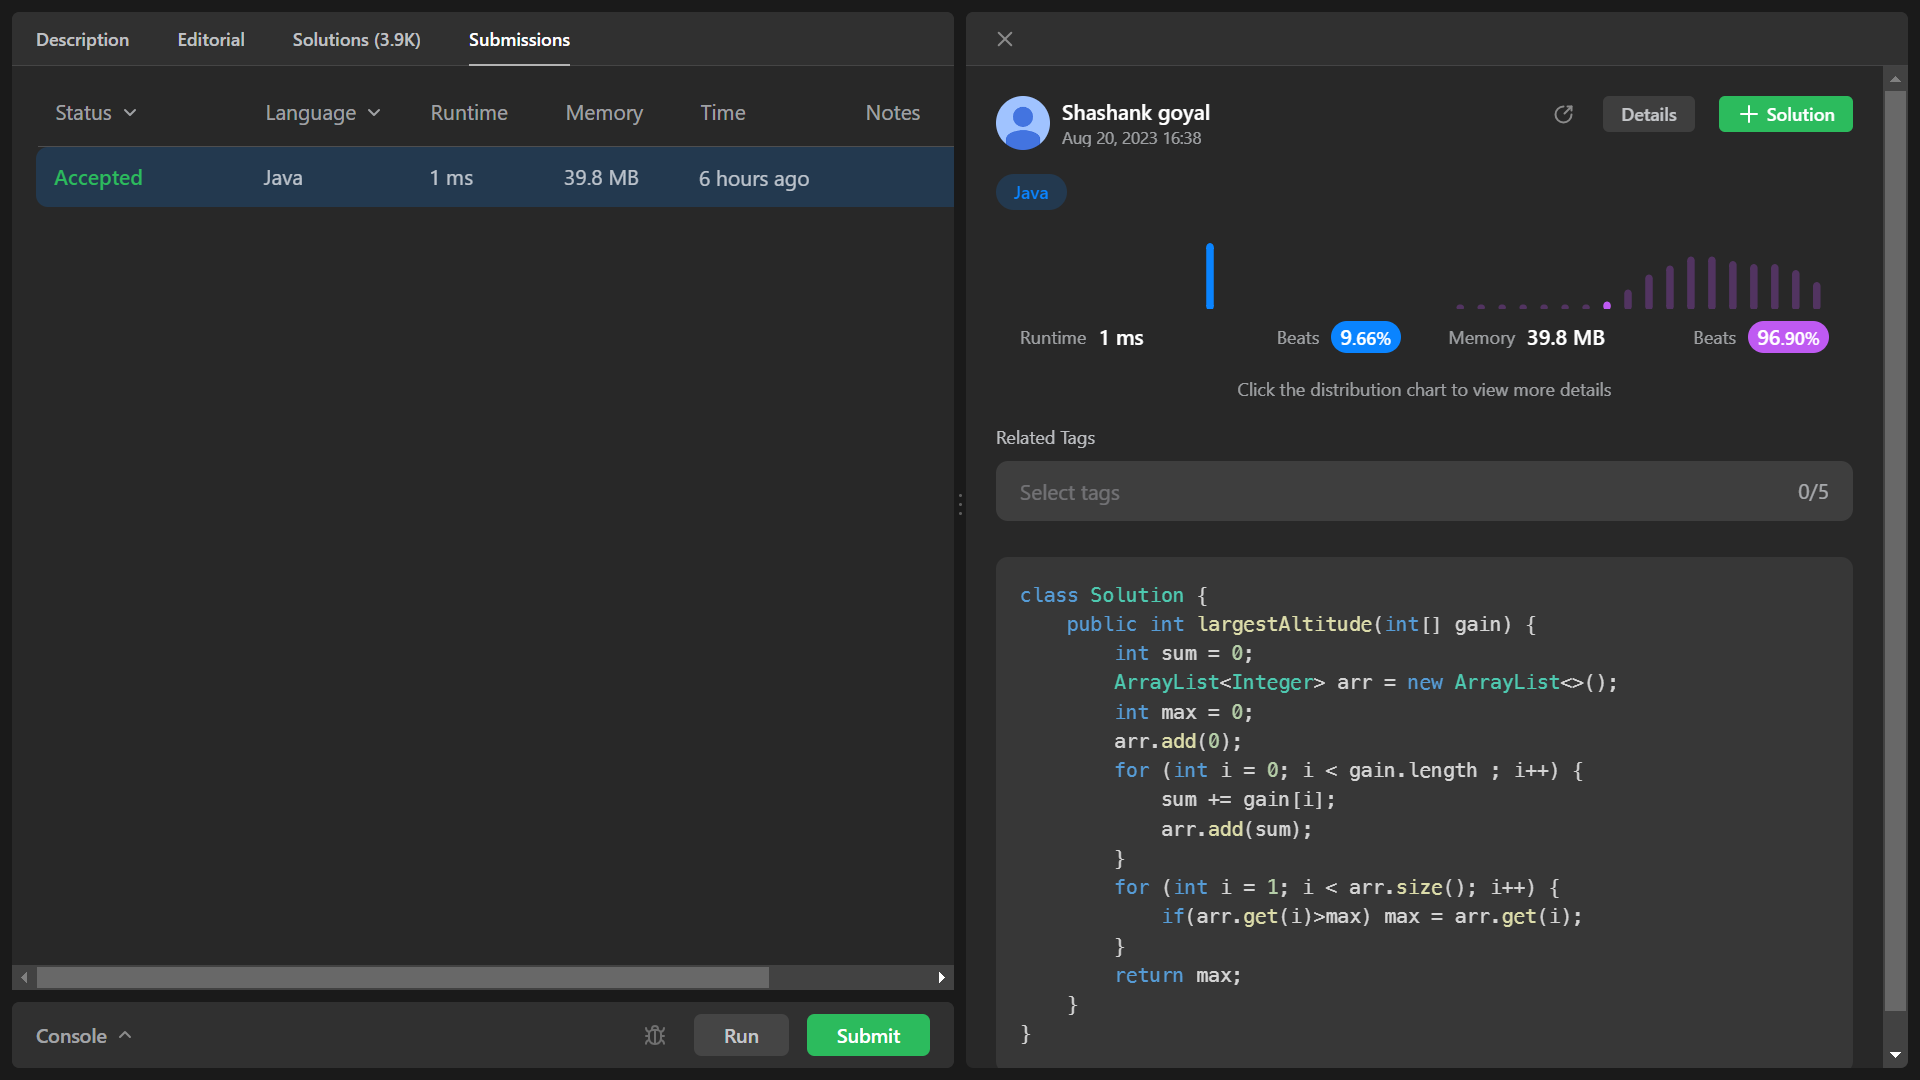 Description Editorial Solutions (3.9K) Submissions
Status Language Runtime Memory Time Notes
Accepted Java 1 ms 39.8 MB 6 hours ago
Console Run Submit
Shashank goyal
Aug 20, 2023 16:38
Details Solution
Java
Runtime 1 ms Beats 9.66% Memory 39.8 MB Beats 96.90%
Click the distribution chart to view more details
Related Tags
Select tags 0/5
class Solution {
    public int largestAltitude(int[] gain) {
        int sum = 0;
        ArrayList<Integer> arr = new ArrayList<>();
        int max = 0;
        arr.add(0);
        for (int i = 0; i < gain.length ; i++) {
            sum += gain[i];
            arr.add(sum);
        }
        for (int i = 1; i < arr.size(); i++) {
            if(arr.get(i)>max) max = arr.get(i);
        }
        return max;
    }
}